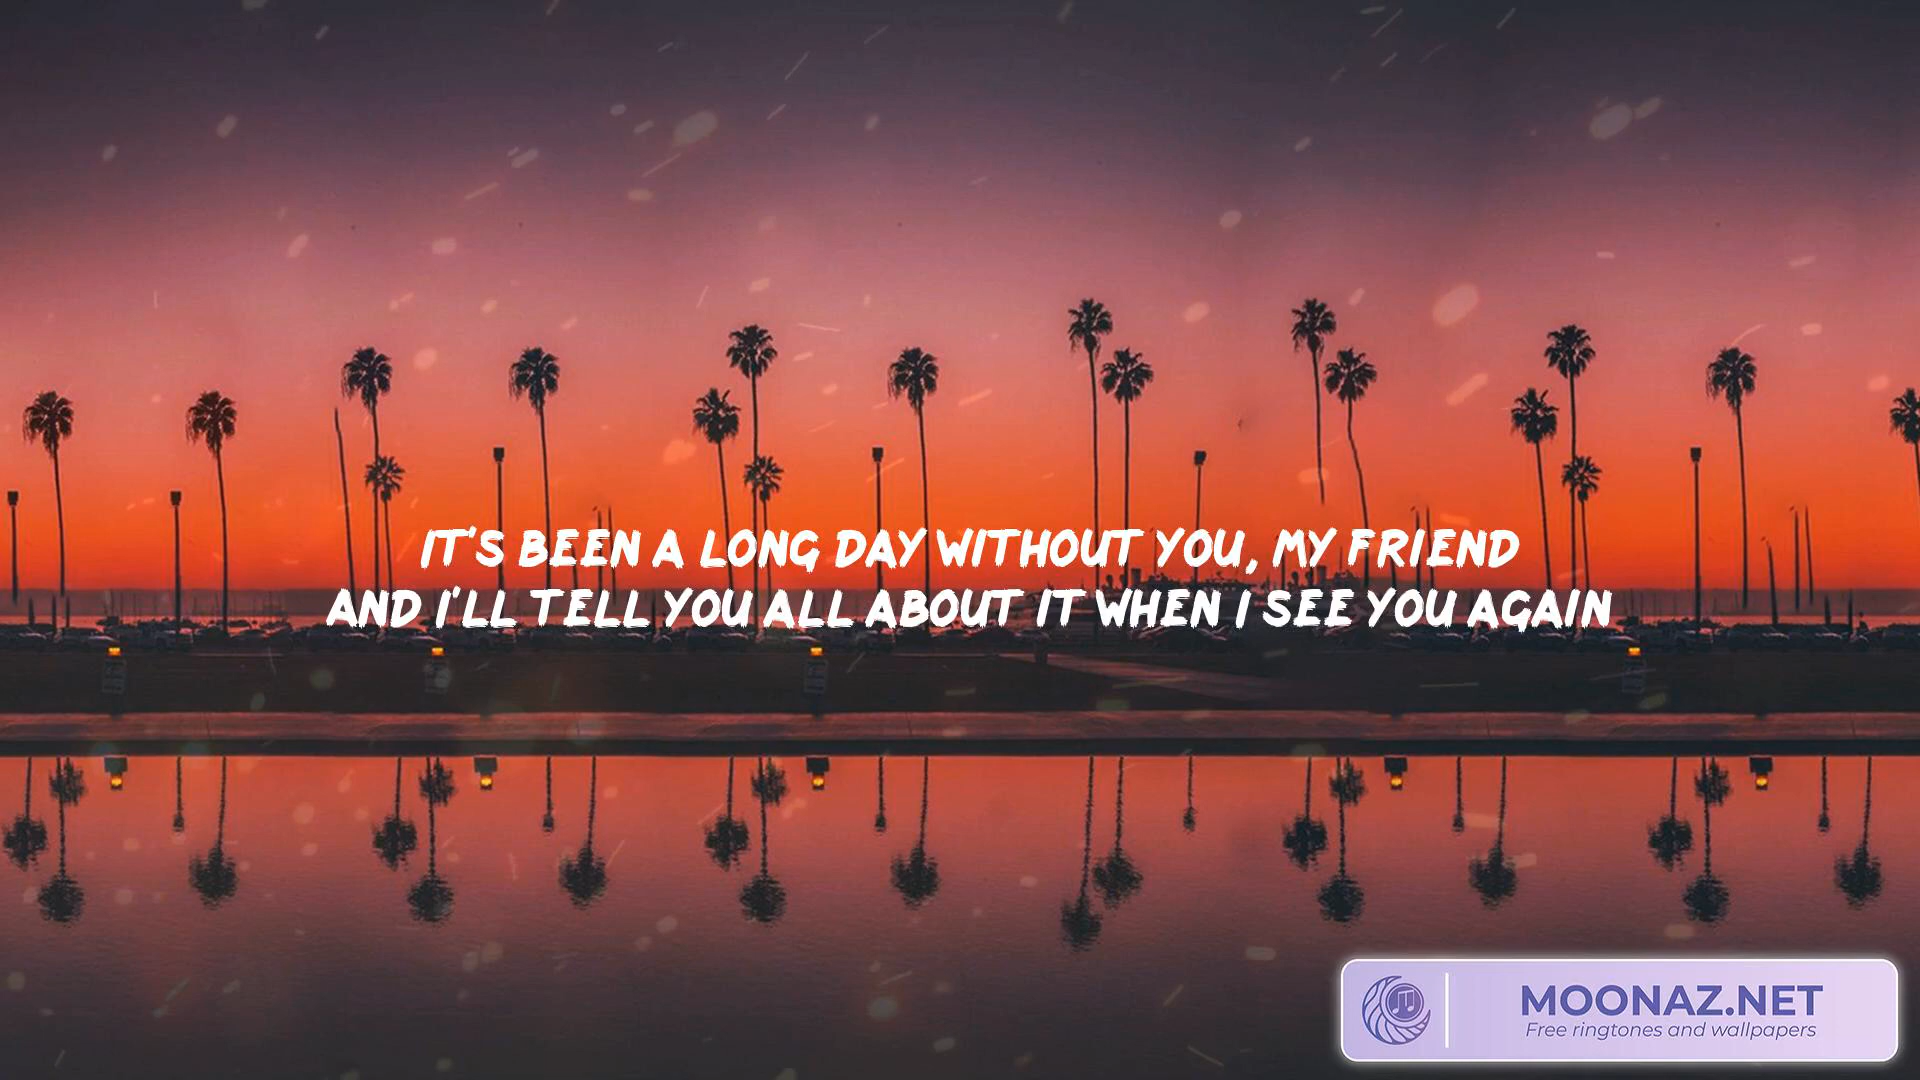 IT'S BEEN A LONG DAY WITHOUT YOU, MY FRIEND
AND I'LL TELL YOU ALL ABOUT IT WHEN I SEE YOU AGAIN
MOONAZ.NET
Free ringtones and wallpapers